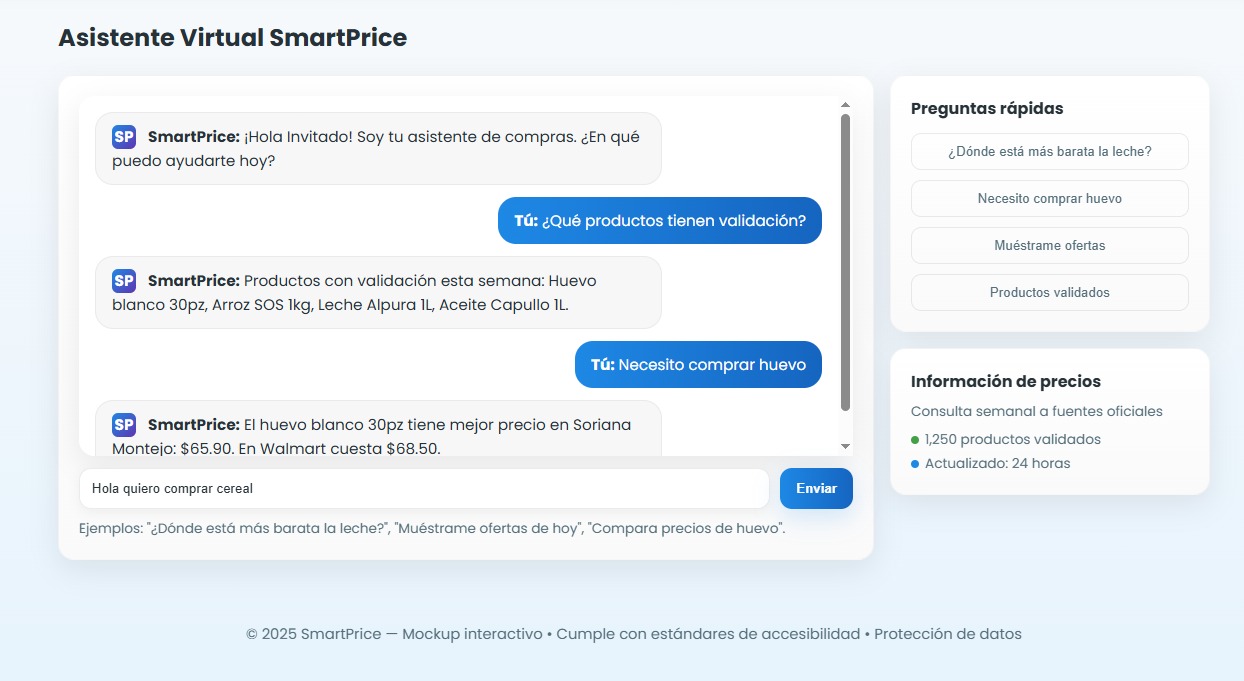 Asistente Virtual SmartPrice
SP SmartPrice: ¡Hola Invitado! Soy tu asistente de compras. ¿En qué
puedo ayudarte hoy?
Tú: ¿Qué productos tienen validación?
SP SmartPrice: Productos con validación esta semana: Huevo
blanco 30pz, Arroz SOS 1kg, Leche Alpura 1L, Aceite Capullo 1L.
Tú: Necesito comprar huevo
SP SmartPrice: El huevo blanco 30pz tiene mejor precio en Soriana
Montejo: $65.90. En Walmart cuesta $68.50.
Hola quiero comprar cereal
Enviar
Ejemplos: "¿Dónde está más barata la leche?", "Muéstrame ofertas de hoy", "Compara precios de huevo".
Preguntas rápidas
¿Dónde está más barata la leche?
Necesito comprar huevo
Muéstrame ofertas
Productos validados
Información de precios
Consulta semanal a fuentes oficiales
1,250 productos validados
Actualizado: 24 horas
© 2025 SmartPrice — Mockup interactivo • Cumple con estándares de accesibilidad • Protección de datos